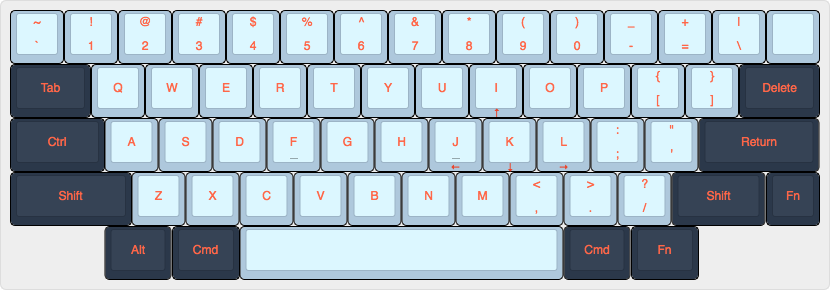 ~ ! @ # $ % ^ & * ( ) _ + |
` 1 2 3 4 5 6 7 8 9 0 - = \
Tab Q W E R T Y U I O P { } Delete
↑ [ ]
Ctrl A S D F G H J K L : " Return
_ _ ; '
← ↓ →
Shift Z X C V B N M < > ? Shift Fn
, . /
Alt Cmd Cmd Fn